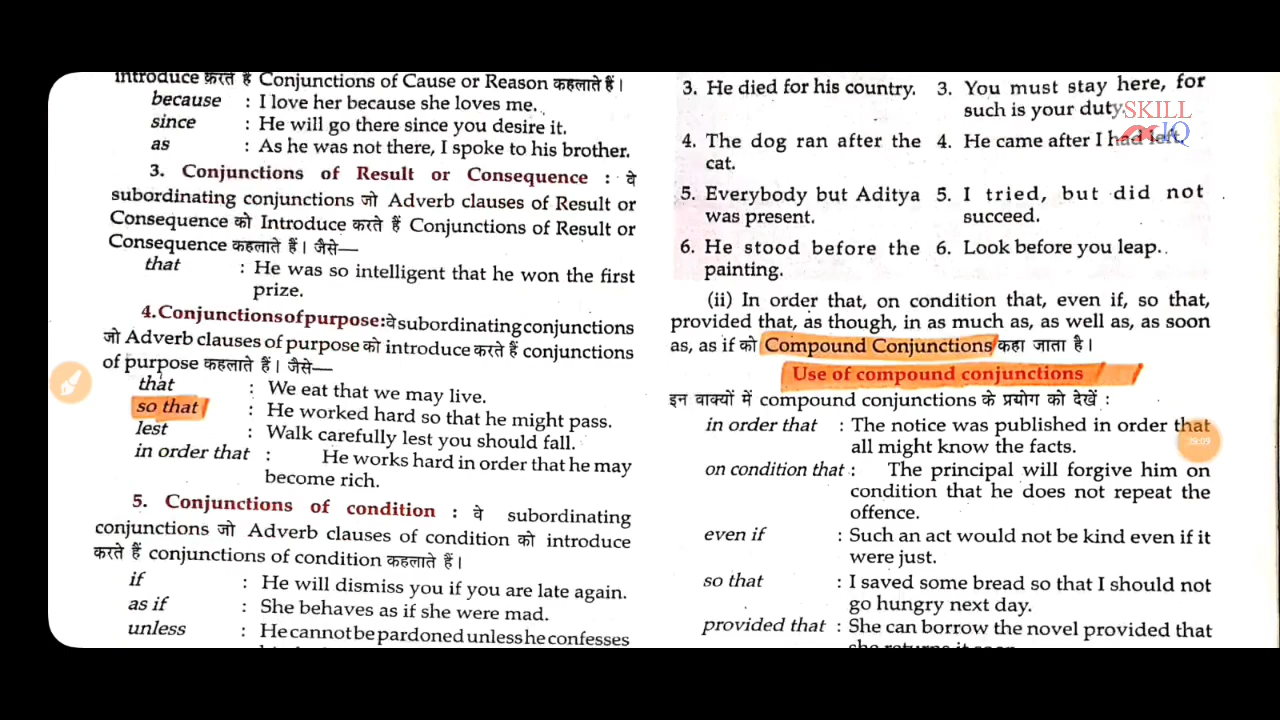 introduce करते हैं Conjunctions of Cause or Reason कहलाते हैं।
because : I love her because she loves me.
since : He will go there since you desire it.
as : As he was not there, I spoke to his brother.
3. Conjunctions of Result or Consequence : वे
subordinating conjunctions जो Adverb clauses of Result or
Consequence को Introduce करते हैं Conjunctions of Result or
Consequence कहलाते हैं। जैसे—
that : He was so intelligent that he won the first
prize.
4. Conjunctions of purpose: वे subordinating conjunctions
जो Adverb clauses of purpose को introduce करते हैं conjunctions
of purpose कहलाते हैं। जैसे—
that : We eat that we may live.
so that : He worked hard so that he might pass.
lest : Walk carefully lest you should fall.
in order that : He works hard in order that he may
become rich.
5. Conjunctions of condition : वे subordinating
conjunctions जो Adverb clauses of condition को introduce
करते हैं conjunctions of condition कहलाते हैं।
if : He will dismiss you if you are late again.
as if : She behaves as if she were mad.
unless : He cannot be pardoned unless he confesses
3. He died for his country. 3. You must stay here, for
such is your duty.
4. The dog ran after the 4. He came after I had left.
cat.
5. Everybody but Aditya 5. I tried, but did not
was present. succeed.
6. He stood before the 6. Look before you leap.
painting.
(ii) In order that, on condition that, even if, so that,
provided that, as though, in as much as, as well as, as soon
as, as if को Compound Conjunctions कहा जाता है।
Use of compound conjunctions
इन वाक्यों में compound conjunctions के प्रयोग को देखें :
in order that : The notice was published in order that
all might know the facts.
on condition that : The principal will forgive him on
condition that he does not repeat the
offence.
even if : Such an act would not be kind even if it
were just.
so that : I saved some bread so that I should not
go hungry next day.
provided that : She can borrow the novel provided that
she returns it soon.
SKILL
IQ